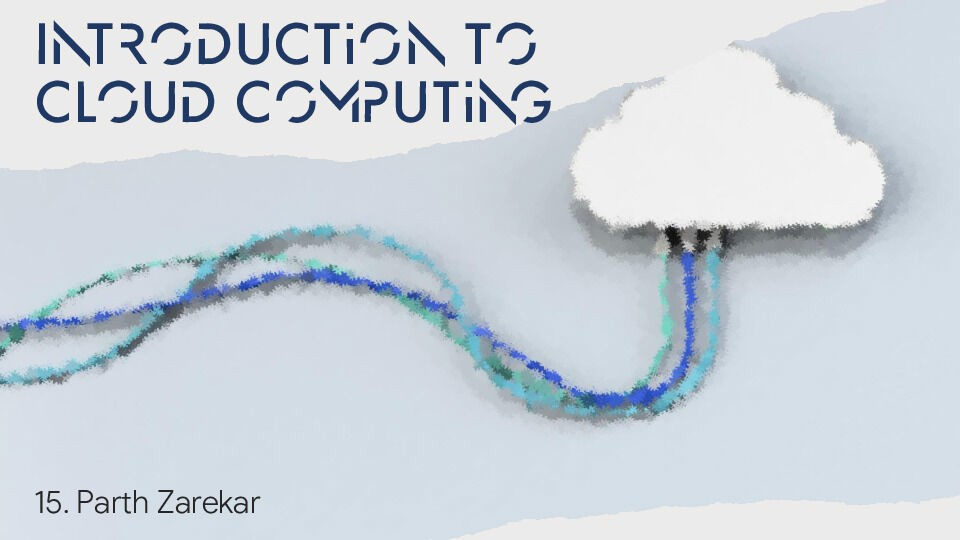 INTRODUCTiON TO
CLOUD COMPUTiNG
15. Parth Zarekar